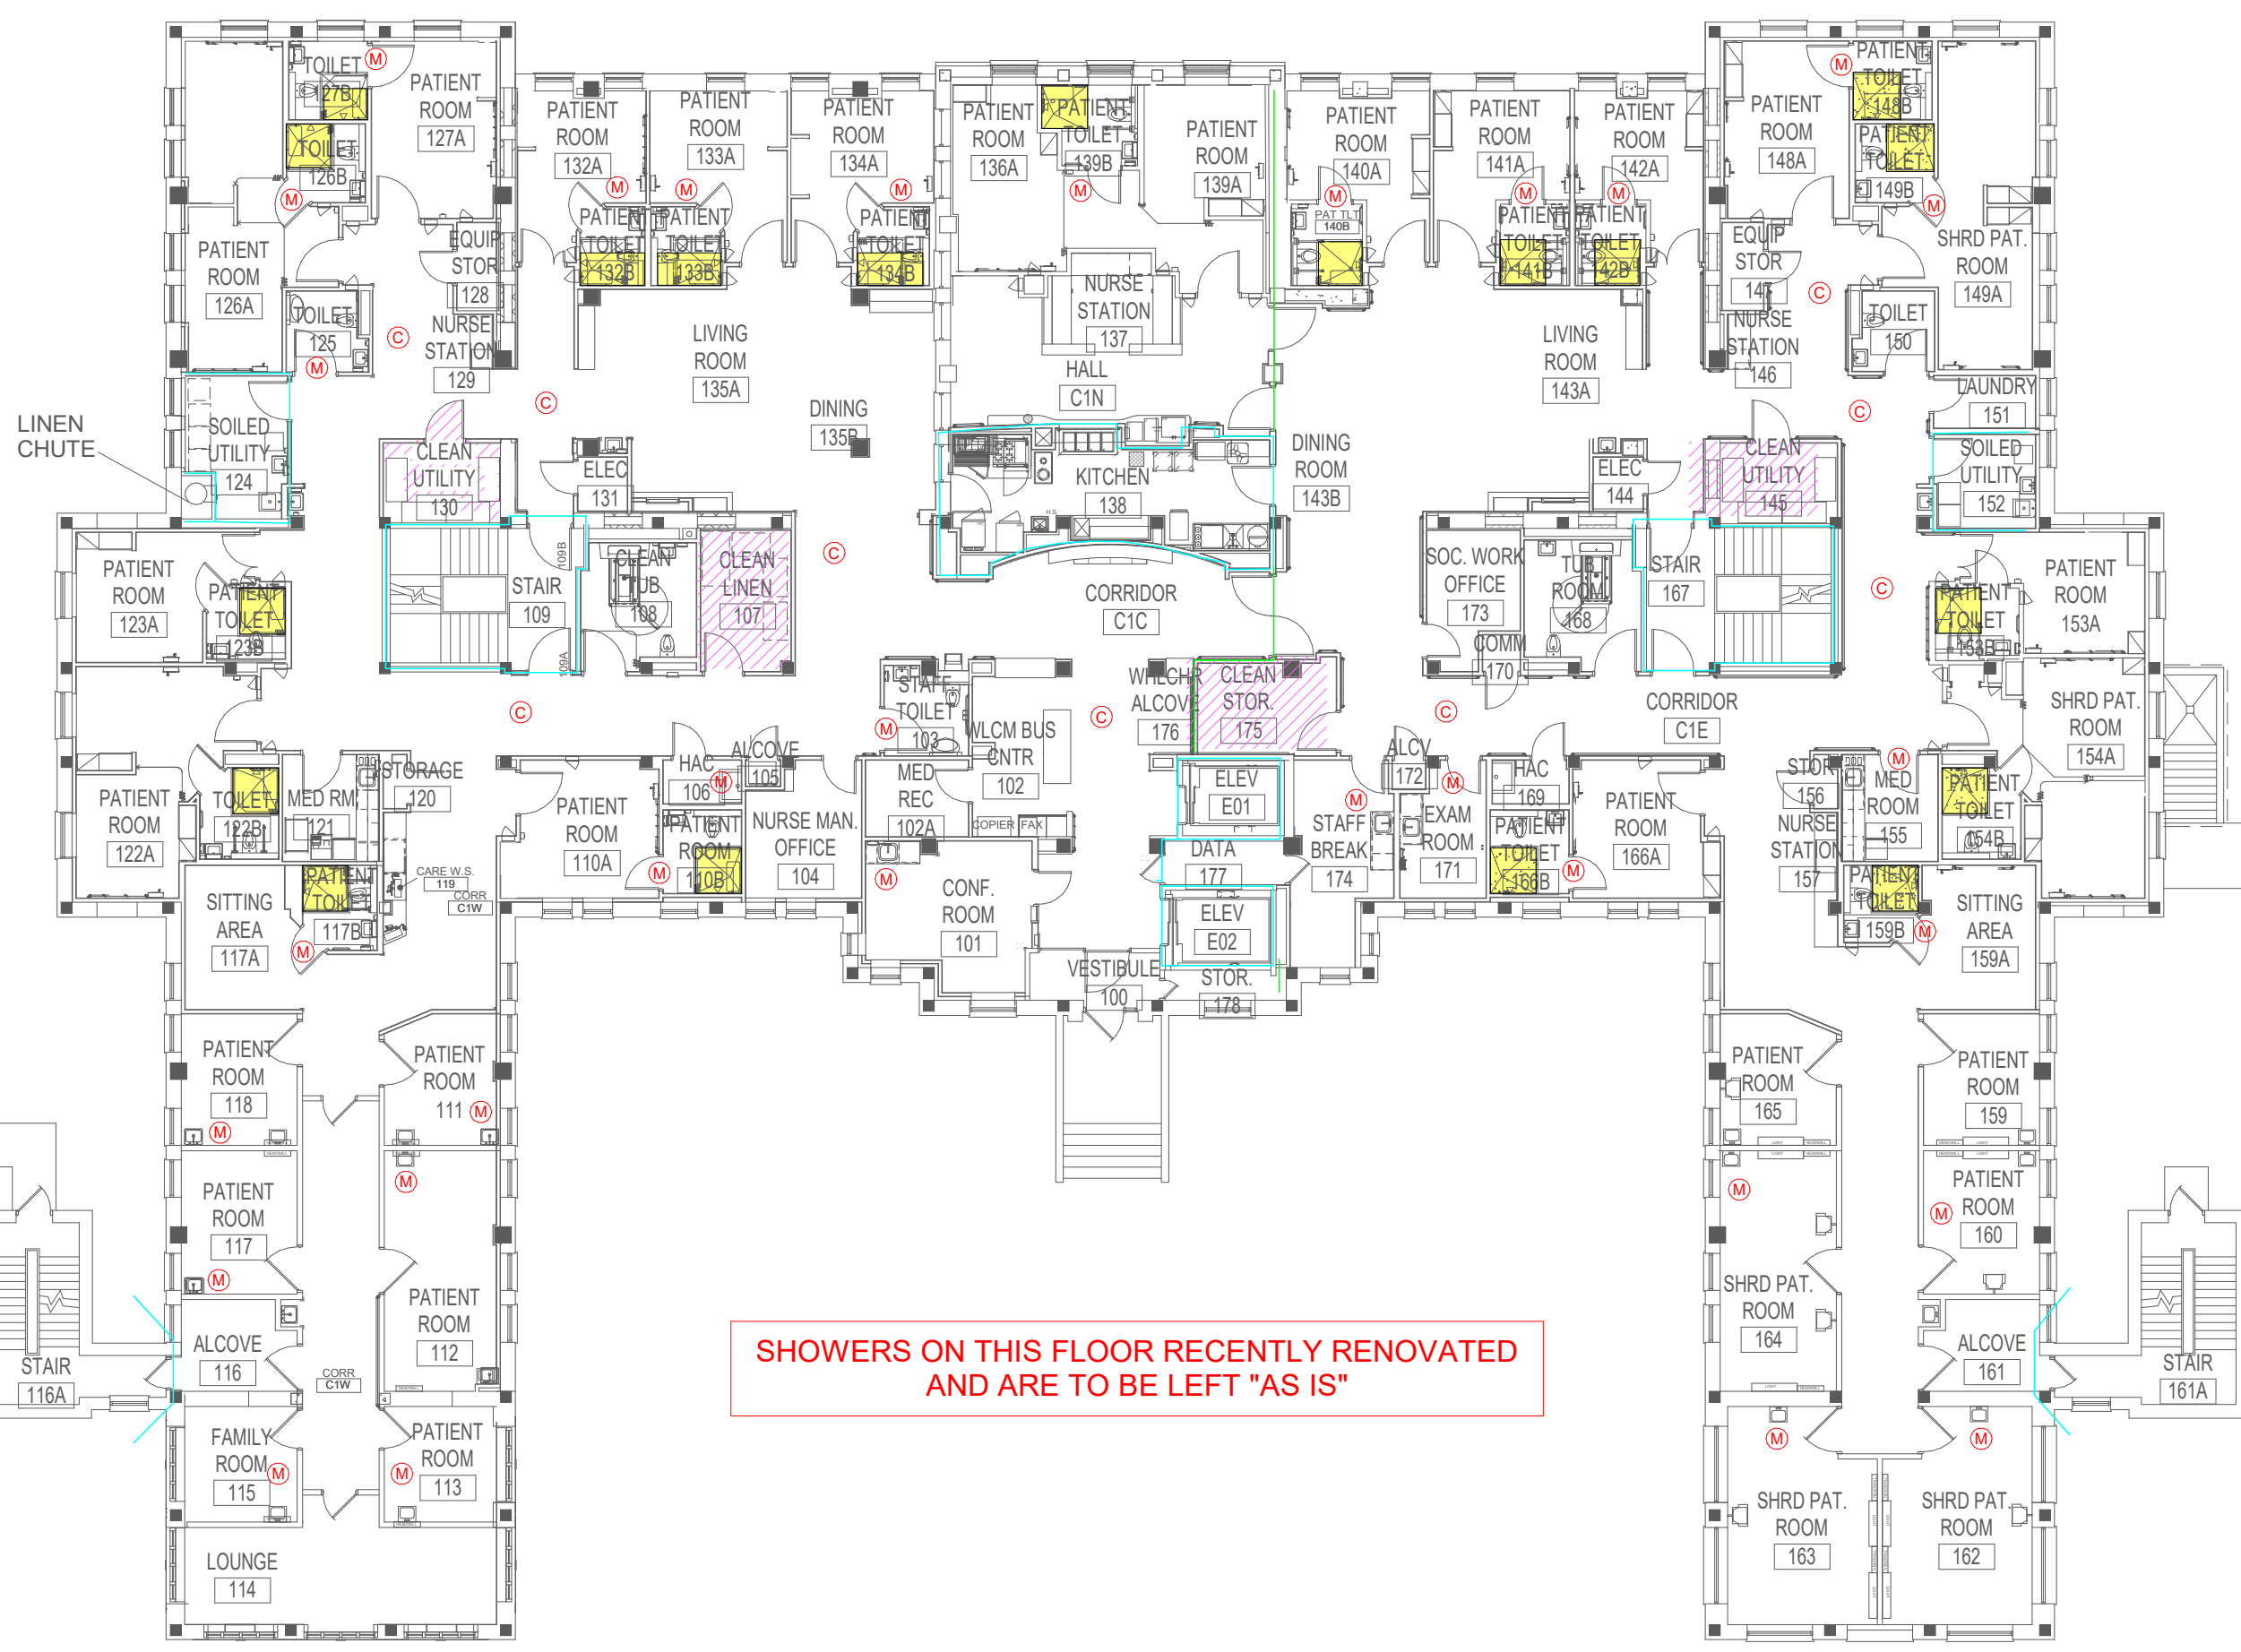 TOILET
27B
M
PATIENT
ROOM
127A
TOILET
126B
M
PATIENT
ROOM
126A
EQUIP
STOR
128
TOILET
125
M
C
NURSE
STATION
129
PATIENT
ROOM
132A
M
PATIENT
TOILET
132B
PATIENT
ROOM
133A
M
PATIENT
TOILET
133B
PATIENT
ROOM
134A
M
PATIENT
TOILET
134B
LIVING
ROOM
135A
C
DINING
135B
PATIENT
ROOM
136A
PATIENT
TOILET
139B
M
PATIENT
ROOM
139A
NURSE
STATION
137
HALL
C1N
KITCHEN
138
H.S.
PATIENT
ROOM
140A
M
PAT TLT
140B
PATIENT
ROOM
141A
M
PATIENT
TOILET
141B
PATIENT
ROOM
142A
M
PATIENT
TOILET
142B
LIVING
ROOM
143A
DINING
ROOM
143B
PATIENT
ROOM
148A
M
PATIENT
TOILET
148B
PATIENT
TOILET
149B
M
SHRD PAT.
ROOM
149A
EQUIP
STOR
147
C
NURSE
STATION
146
TOILET
150
C
LAUNDRY
151
SOILED
UTILITY
152
LINEN
CHUTE
SOILED
UTILITY
124
CLEAN
UTILITY
130
ELEC
131
ELEC
144
CLEAN
UTILITY
145
STAIR
109
109B
109A
CLEAN
TUB
108
CLEAN
LINEN
107
C
CORRIDOR
C1C
SOC. WORK
OFFICE
173
TUB
ROOM
168
STAIR
167
C
COMM
170
PATIENT
ROOM
123A
PATIENT
TOILET
123B
PATIENT
TOILET
153B
PATIENT
ROOM
153A
C
STAFF
TOILET
103
M
WLCM BUS
CNTR
102
C
WHLCHR
ALCOVE
176
CLEAN
STOR.
175
C
CORRIDOR
C1E
SHRD PAT.
ROOM
154A
PATIENT
ROOM
122A
TOILET
122B
MED RM.
121
STORAGE
120
CARE W.S.
119
CORR
C1W
PATIENT
ROOM
110A
HAC
106
M
ALCOVE
105
PATIENT
ROOM
110B
M
NURSE MAN.
OFFICE
104
MED
REC
102A
COPIER
FAX
ELEV
E01
DATA
177
ELEV
E02
STOR.
178
M
STAFF
BREAK
174
ALCV
172
M
EXAM
ROOM
171
HAC
169
PATIENT
TOILET
166B
M
PATIENT
ROOM
166A
STOR
156
M
MED
ROOM
155
NURSE
STATION
157
PATIENT
TOILET
154B
SITTING
AREA
117A
PATIENT
TOILET
117B
M
M
CONF.
ROOM
101
VESTIBULE
100
PATIENT
TOILET
159B
M
SITTING
AREA
159A
PATIENT
ROOM
118
M
PATIENT
ROOM
111
M
PATIENT
ROOM
117
M
M
PATIENT
ROOM
112
ALCOVE
116
STAIR
116A
CORR
C1W
FAMILY
ROOM
115
M
PATIENT
ROOM
113
M
LOUNGE
114
SHOWERS ON THIS FLOOR RECENTLY RENOVATED
AND ARE TO BE LEFT "AS IS"
PATIENT
ROOM
165
PATIENT
ROOM
159
M
SHRD PAT.
ROOM
164
PATIENT
ROOM
160
M
ALCOVE
161
STAIR
161A
M
SHRD PAT.
ROOM
163
M
SHRD PAT.
ROOM
162